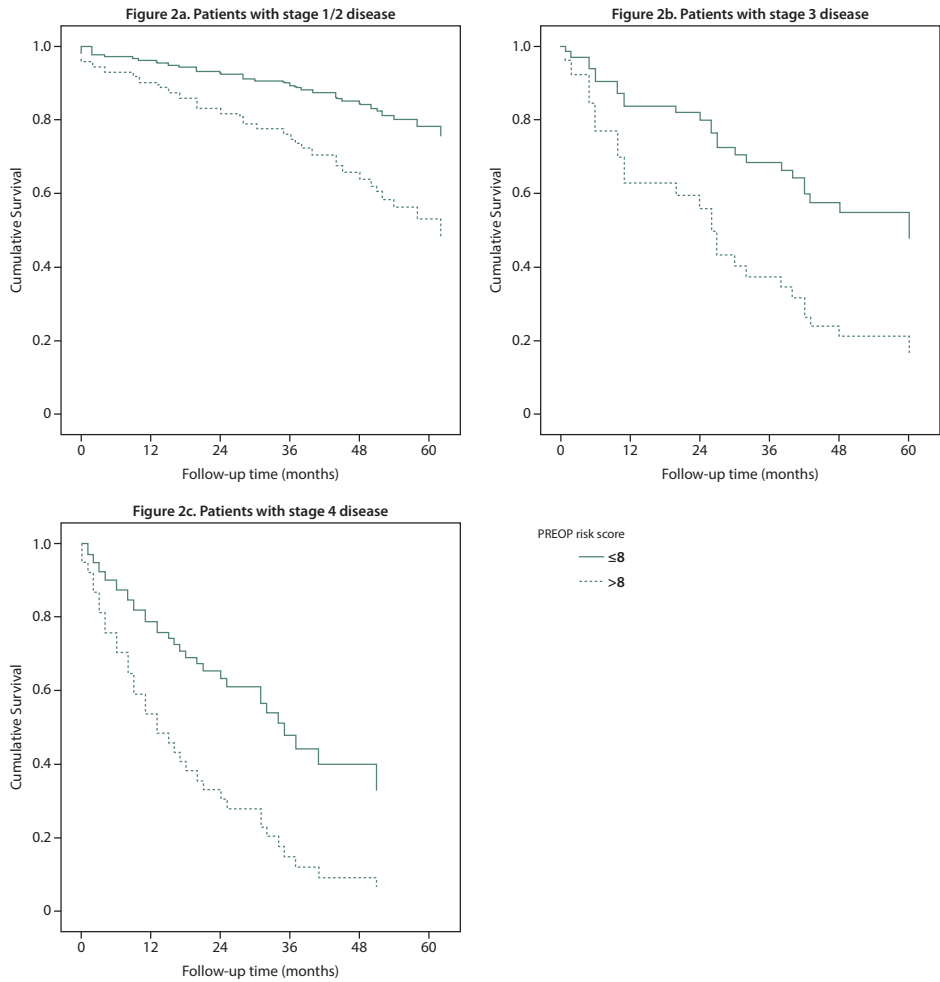 Figure 2a. Patients with stage 1/2 disease
1.0
0.8
0.6
0.4
0.2
0
Cumulative Survival
0 12 24 36 48 60
Follow-up time (months)
Figure 2b. Patients with stage 3 disease
1.0
0.8
0.6
0.4
0.2
0
Cumulative Survival
0 12 24 36 48 60
Follow-up time (months)
Figure 2c. Patients with stage 4 disease
1.0
0.8
0.6
0.4
0.2
0
Cumulative Survival
0 12 24 36 48 60
Follow-up time (months)
PREOP risk score
≤8
>8